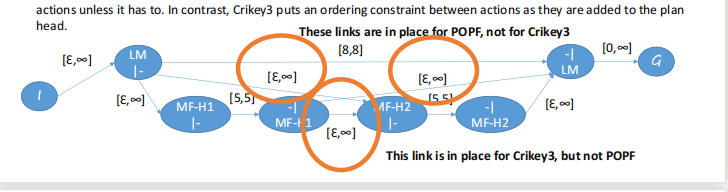 actions unless it has to. In contrast, Crikey3 puts an ordering constraint between actions as they are added to the plan
head.
These links are in place for POPF, not for Crikey3
[Ɛ,∞]
LM
|-
[8,8]
-|
LM
[0,∞]
G
I
[Ɛ,∞]
[Ɛ,∞]
[Ɛ,∞]
MF-H1
|-
[5,5]
-|
MF-H1
[Ɛ,∞]
MF-H2
|-
[5,5]
-|
MF-H2
[Ɛ,∞]
This link is in place for Crikey3, but not POPF